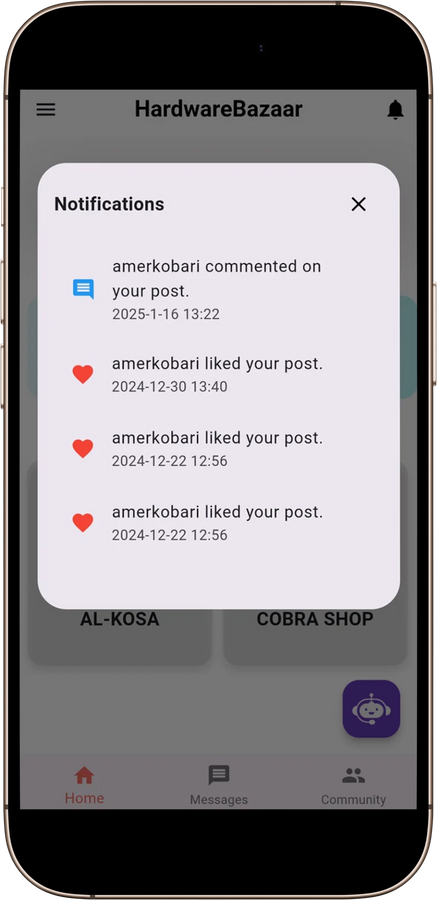 HardwareBazaar
Notifications
amerkobari commented on
your post.
2025-1-16 13:22
amerkobari liked your post.
2024-12-30 13:40
amerkobari liked your post.
2024-12-22 12:56
amerkobari liked your post.
2024-12-22 12:56
AL-KOSA COBRA SHOP
Home Messages Community